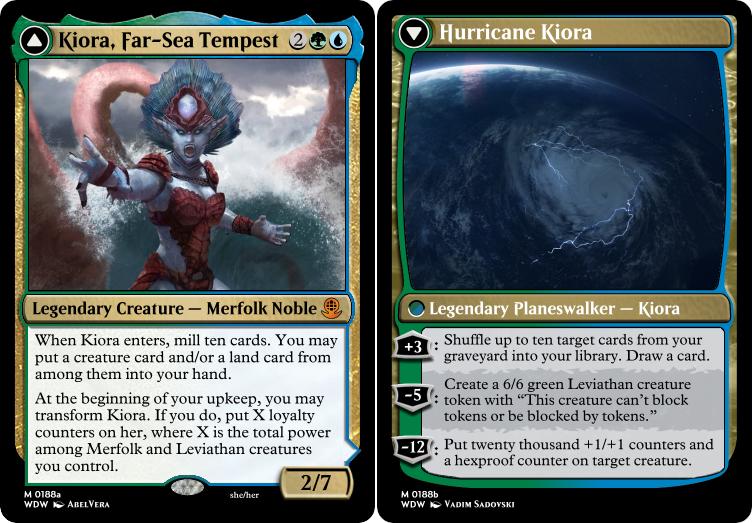 Kiora, Far-Sea Tempest 2
Legendary Creature — Merfolk Noble
When Kiora enters, mill ten cards. You may
put a creature card and/or a land card from
among them into your hand.
At the beginning of your upkeep, you may
transform Kiora. If you do, put X loyalty
counters on her, where X is the total power
among Merfolk and Leviathan creatures
you control.
2/7
she/her
M 0188a
WDW AbelVera
Hurricane Kiora
Legendary Planeswalker — Kiora
+3: Shuffle up to ten target cards from your
graveyard into your library. Draw a card.
-5: Create a 6/6 green Leviathan creature
token with “This creature can’t block
tokens or be blocked by tokens.”
-12: Put twenty thousand +1/+1 counters and
a hexproof counter on target creature.
M 0188b
WDW Vadim Sadovski